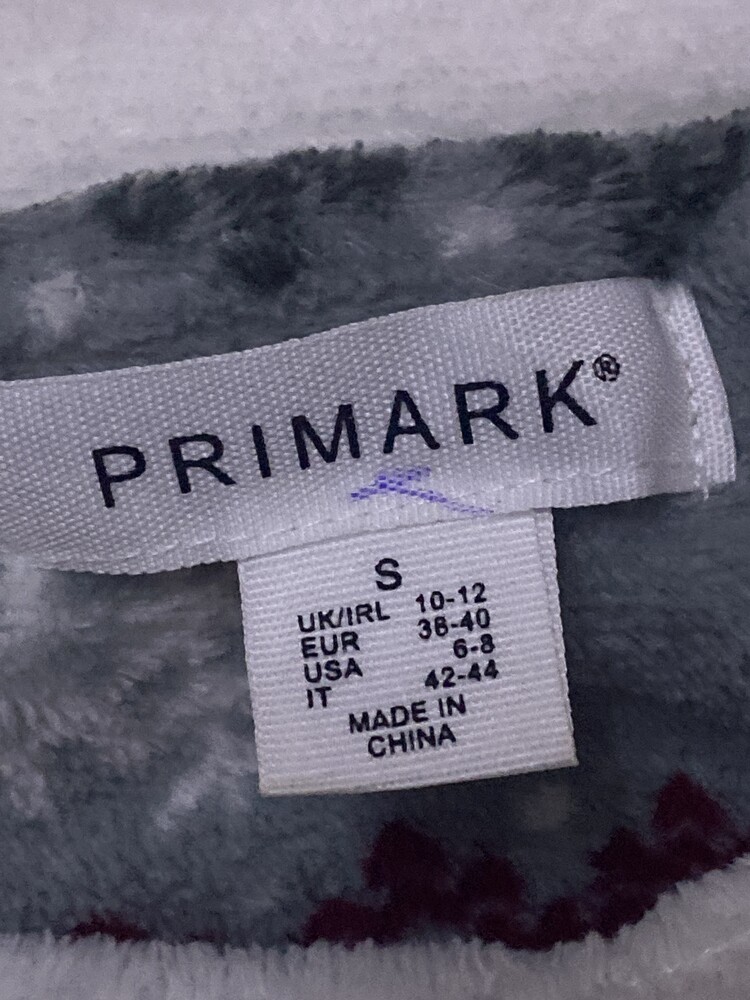 PRIMARK®
S
UK/IRL 10-12
EUR 38-40
USA 6-8
IT 42-44
MADE IN
CHINA